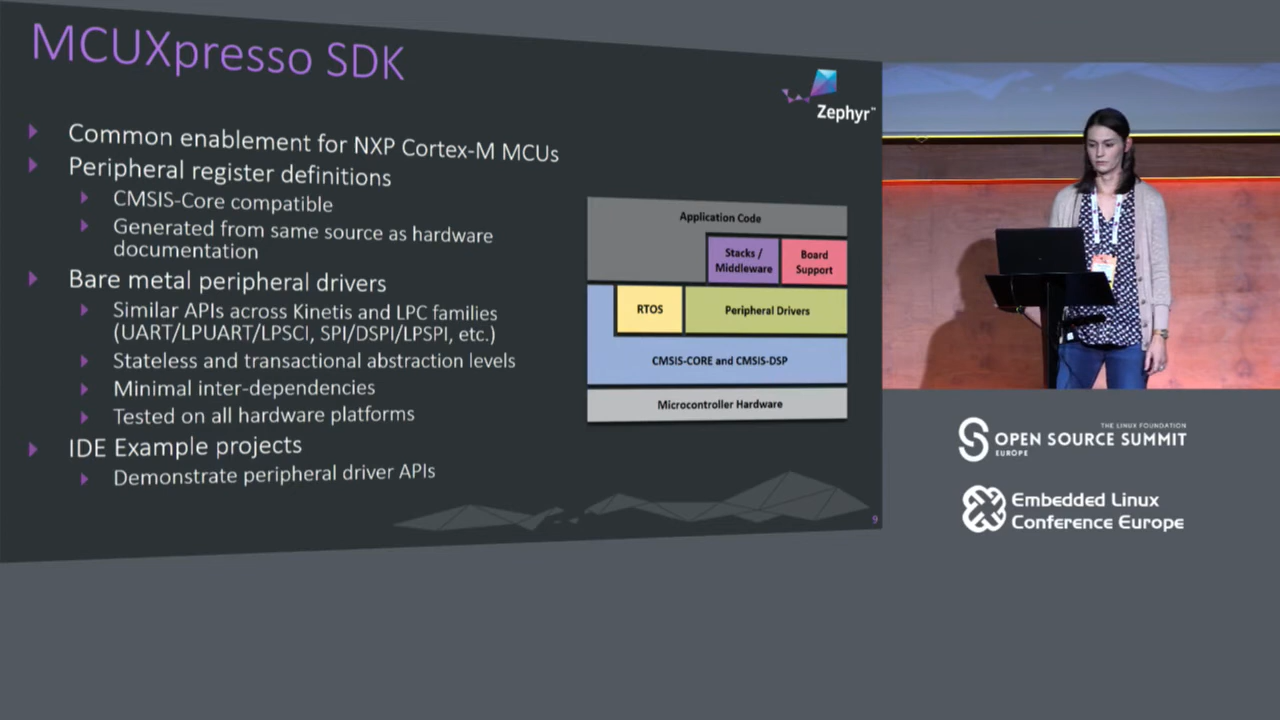 MCUXpresso SDK
Zephyr™
Common enablement for NXP Cortex-M MCUs
Peripheral register definitions
CMSIS-Core compatible
Generated from same source as hardware
documentation
Bare metal peripheral drivers
Similar APIs across Kinetis and LPC families
(UART/LPUART/LPSCI, SPI/DSPI/LPSPI, etc.)
Stateless and transactional abstraction levels
Minimal inter-dependencies
Tested on all hardware platforms
IDE Example projects
Demonstrate peripheral driver APIs
Application Code
Stacks /
Middleware
Board
Support
RTOS
Peripheral Drivers
CMSIS-CORE and CMSIS-DSP
Microcontroller Hardware
9
THE LINUX FOUNDATION
OPEN SOURCE SUMMIT
EUROPE
Embedded Linux
Conference Europe